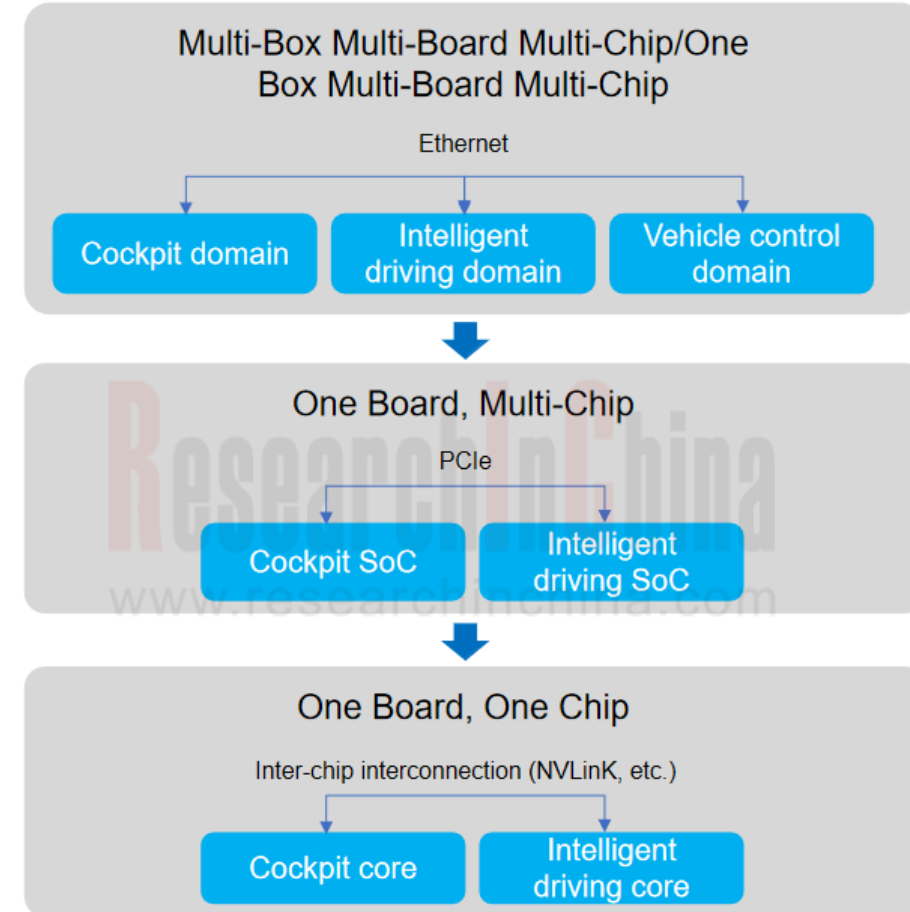 Multi-Box Multi-Board Multi-Chip/One
Box Multi-Board Multi-Chip
Ethernet
Cockpit domain
Intelligent
driving domain
Vehicle control
domain
One Board, Multi-Chip
PCIe
ResearchInChina
www.researchinchina.com
Cockpit SoC
Intelligent
driving SoC
One Board, One Chip
Inter-chip interconnection (NVLinK, etc.)
Cockpit core
Intelligent
driving core